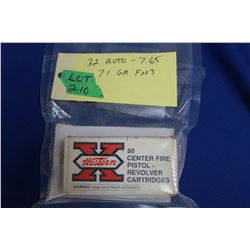 32 AUTO - 7.65
71 GR FMJ
LOT
210
X
Western
50
CENTER FIRE
PISTOL -
REVOLVER
CARTRIDGES